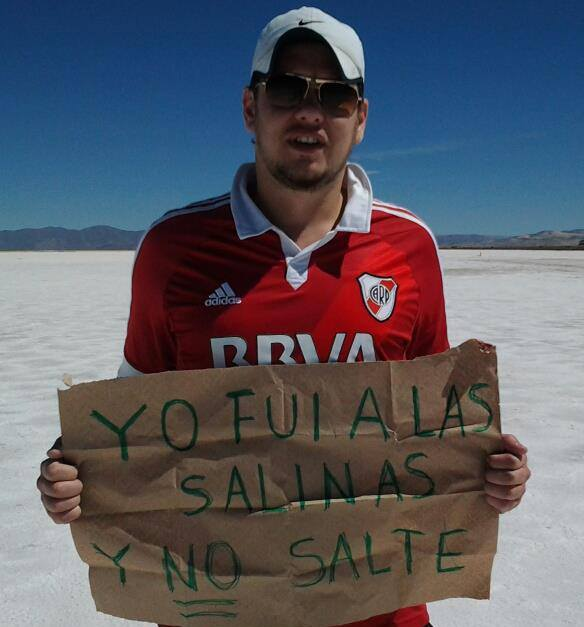 adidas
CARP
BBVA
YO FUI A LAS
SALINAS
Y NO SALTE